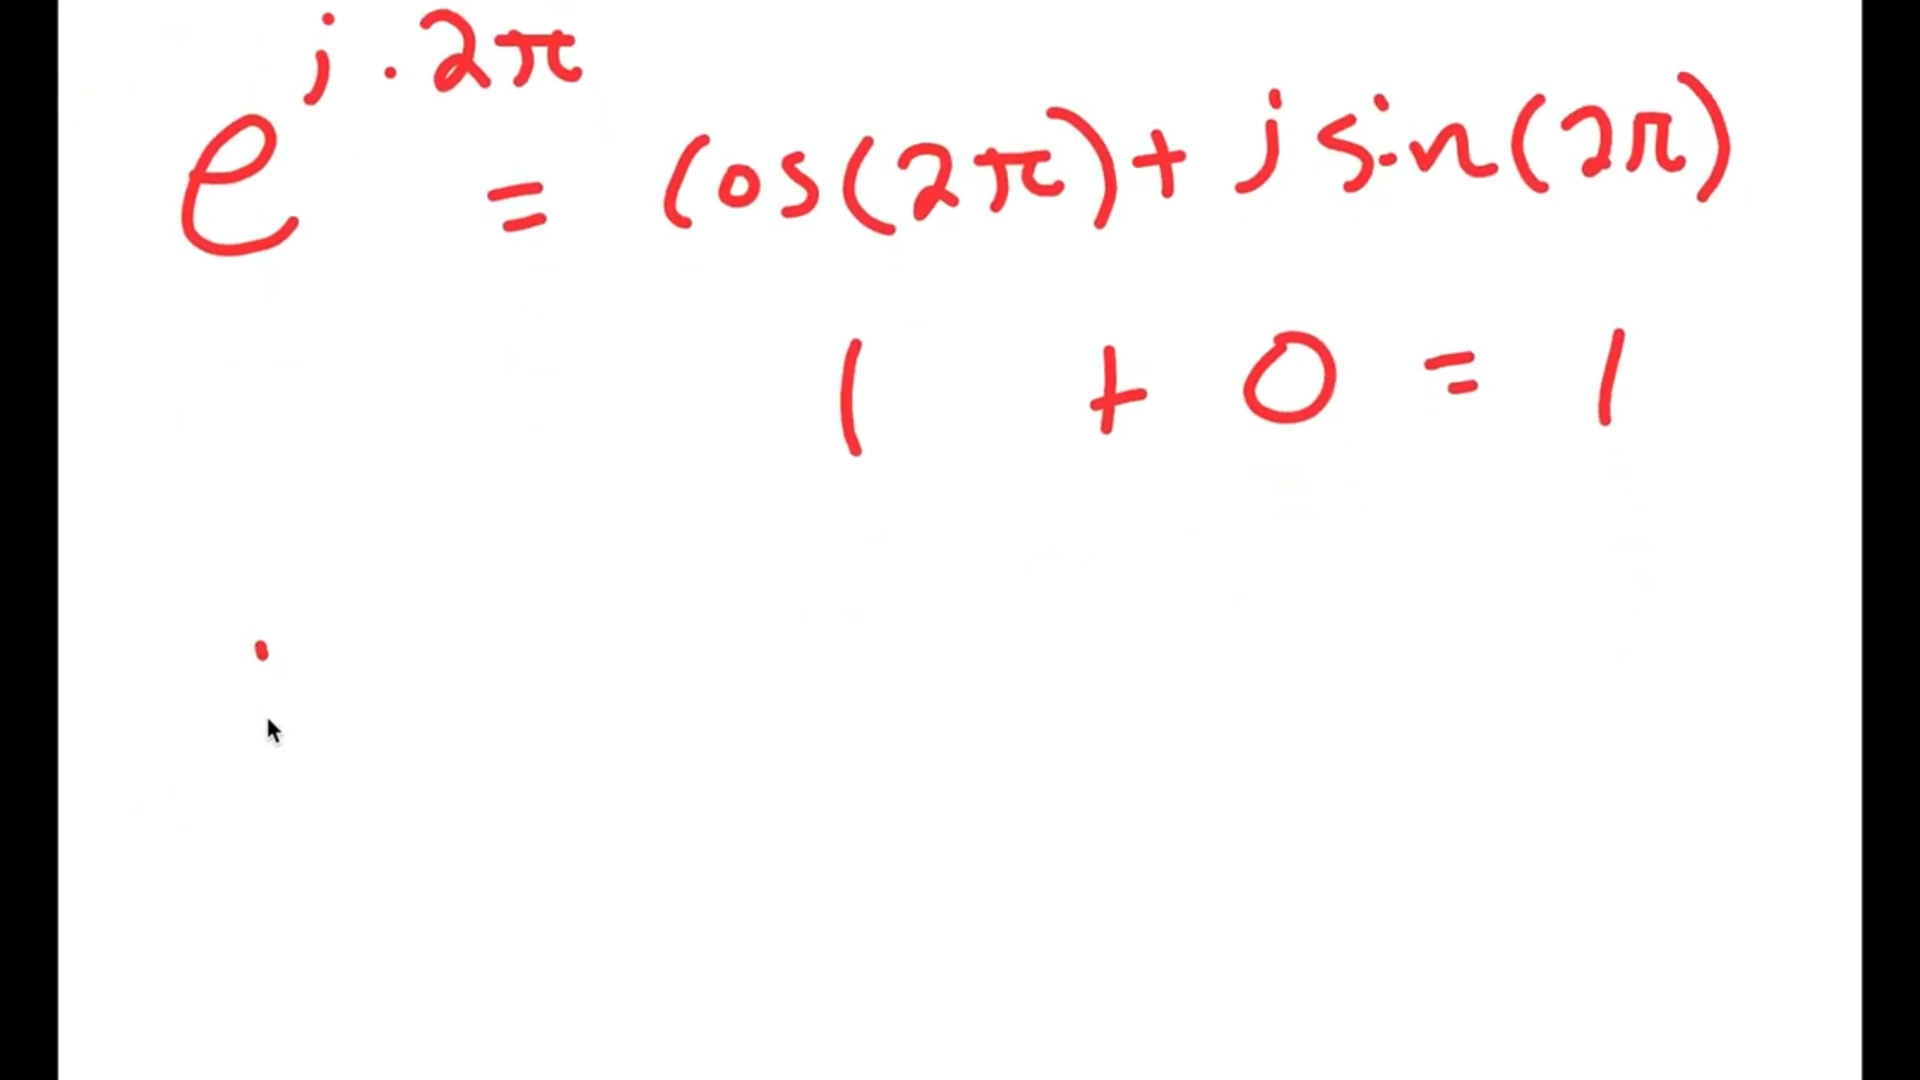 e^{j·2π} = cos(2π) + j sin(2π)
1 + 0 = 1